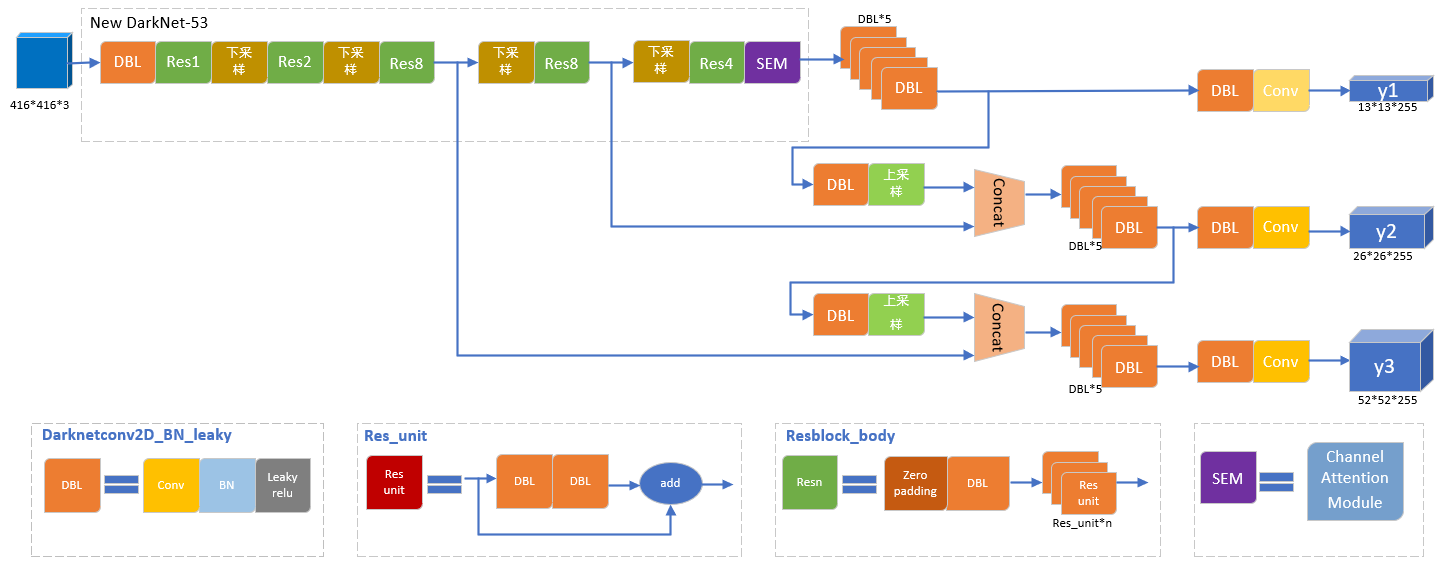 New DarkNet-53
416*416*3
DBL
Res1
下采
样
Res2
下采
样
Res8
下采
样
Res8
下采
样
Res4
SEM
DBL*5
DBL
DBL
Conv
y1
13*13*255
DBL
上采
样
Concat
DBL*5
DBL
DBL
Conv
y2
26*26*255
DBL
上采
样
Concat
DBL*5
DBL
DBL
Conv
y3
52*52*255
Darknetconv2D_BN_leaky
DBL
Conv
BN
Leaky
relu
Res_unit
Res
unit
DBL
DBL
add
Resblock_body
Resn
Zero
padding
DBL
Res
unit
Res_unit*n
SEM
Channel
Attention
Module